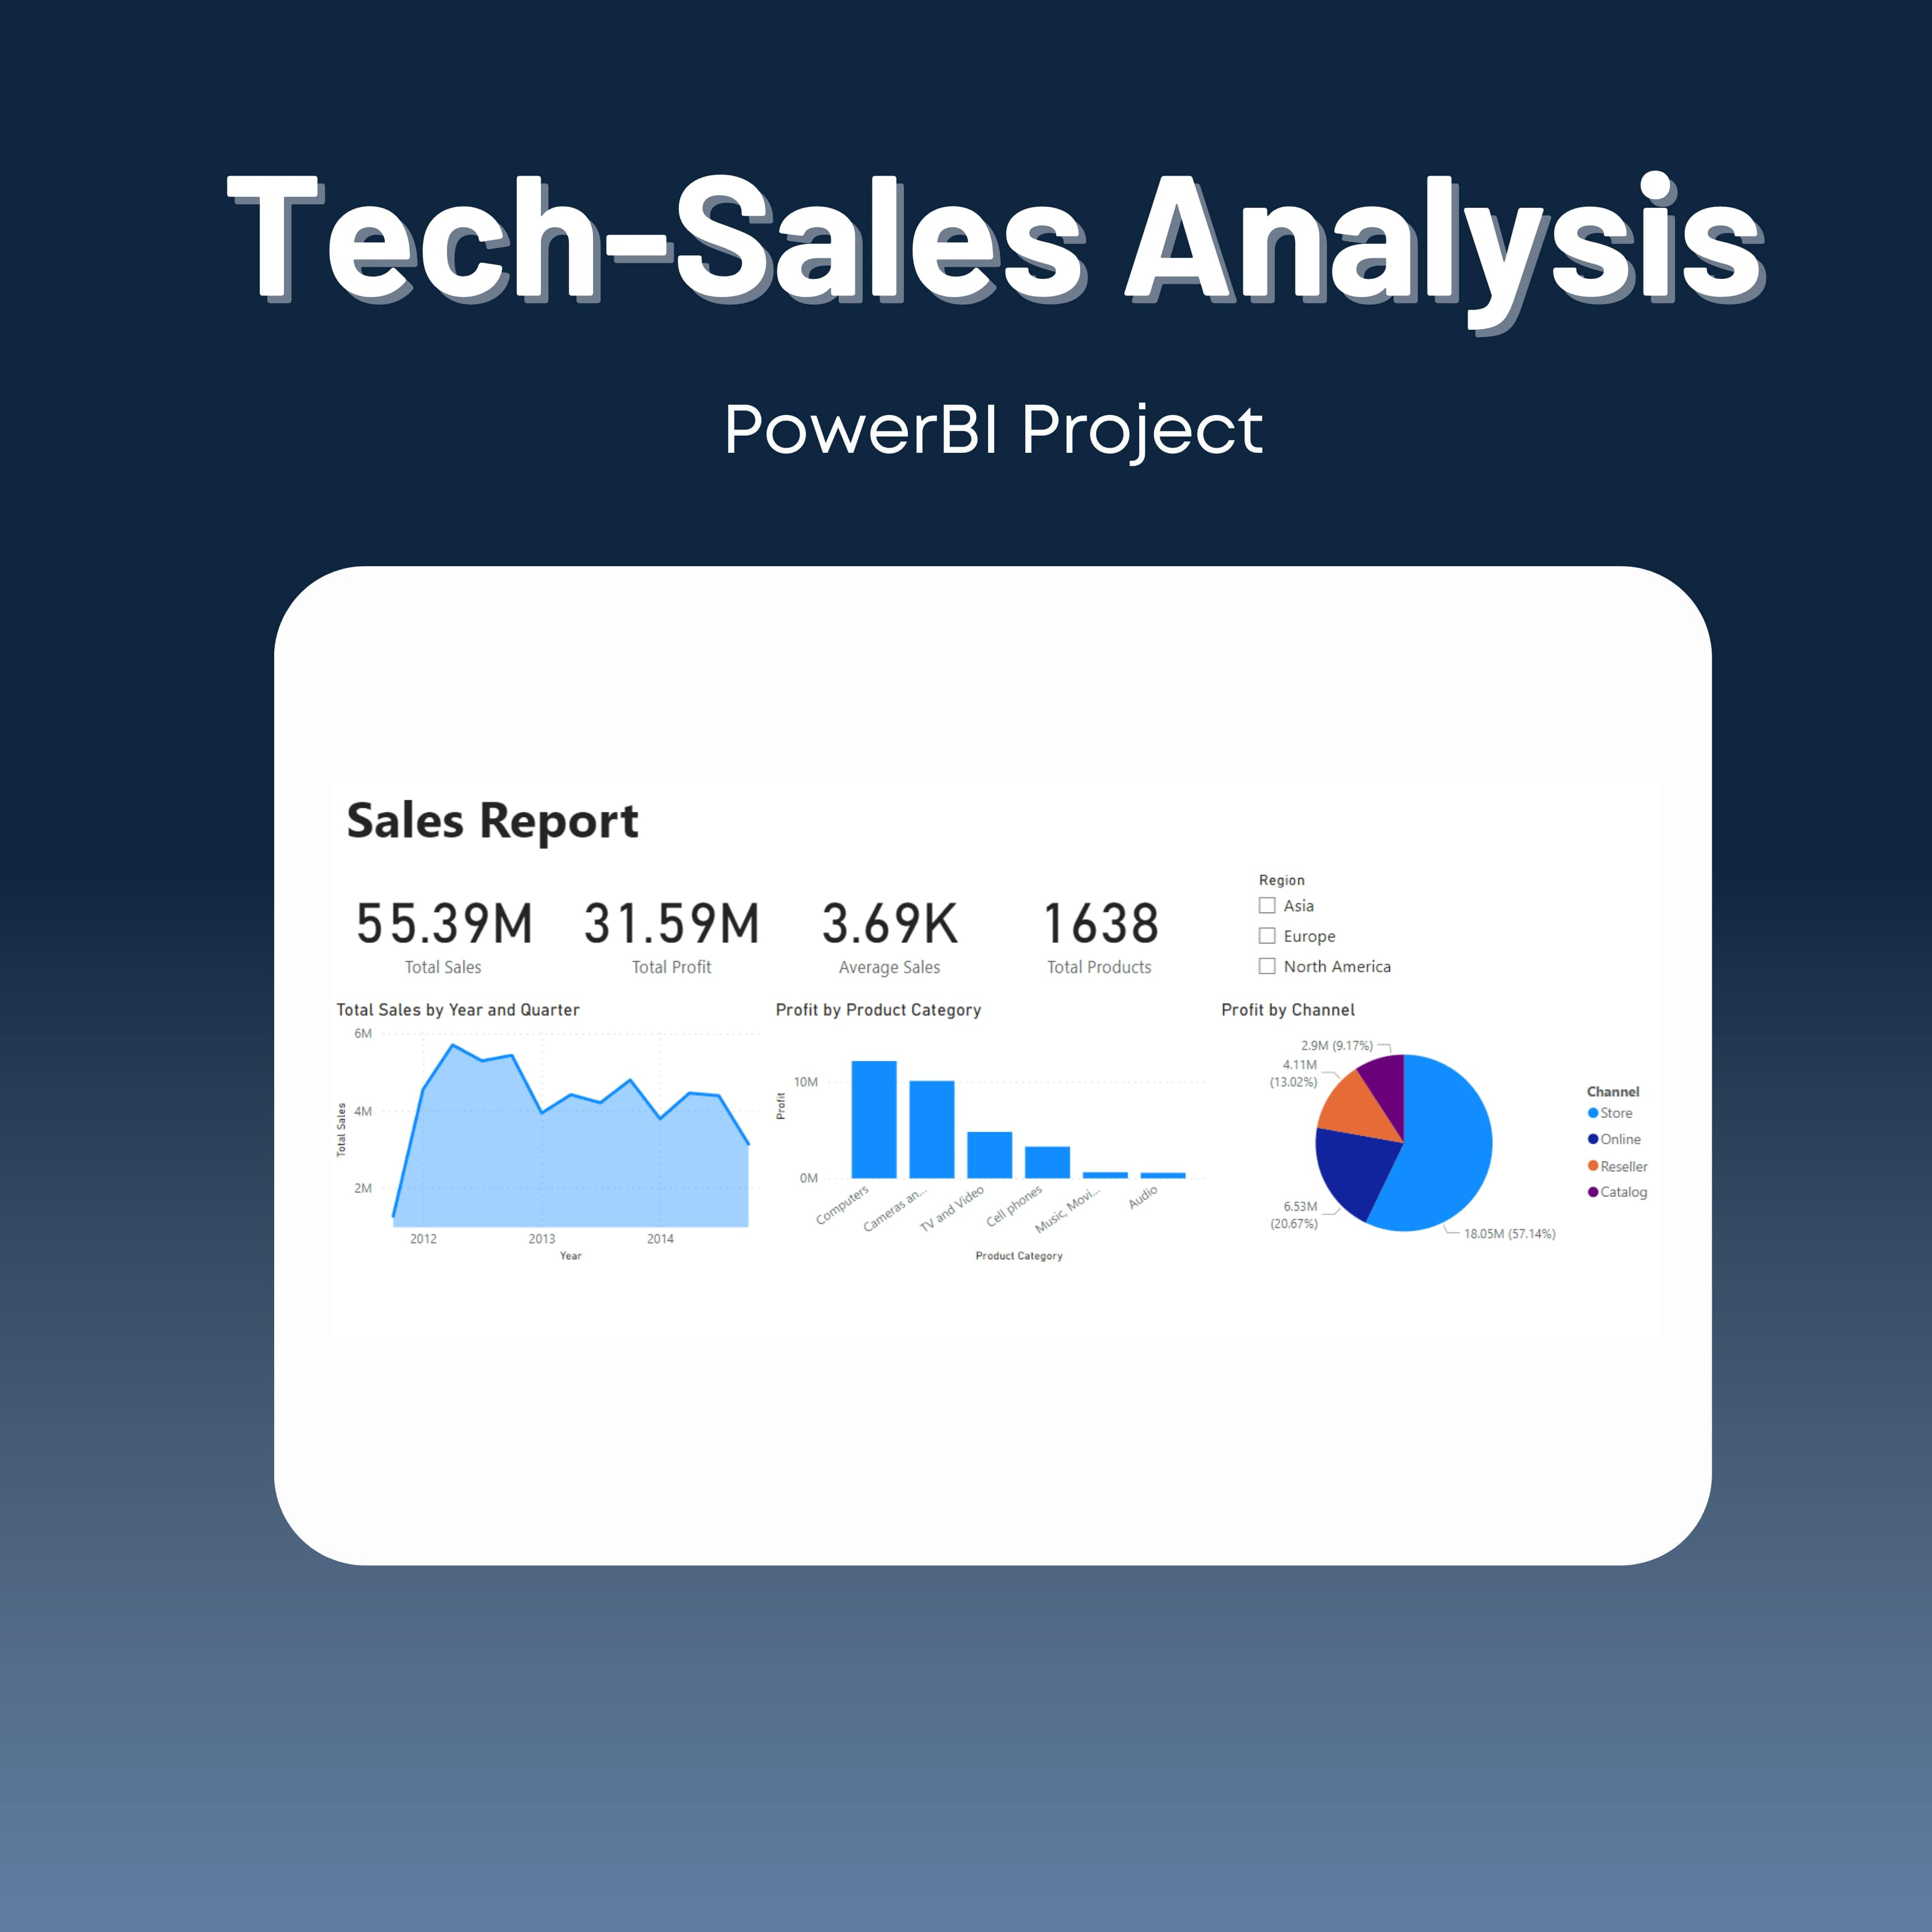 Tech-Sales Analysis
PowerBI Project
Sales Report
55.39M
Total Sales
31.59M
Total Profit
3.69K
Average Sales
1638
Total Products
Region
Asia
Europe
North America
Total Sales by Year and Quarter
6M
4M
2M
Total Sales
2012
2013
2014
Year
Profit by Product Category
10M
0M
Profit
Computers
Cameras an...
TV and Video
Cell phones
Music, Movi...
Audio
Product Category
Profit by Channel
2.9M (9.17%)
4.11M
(13.02%)
6.53M
(20.67%)
18.05M (57.14%)
Channel
Store
Online
Reseller
Catalog